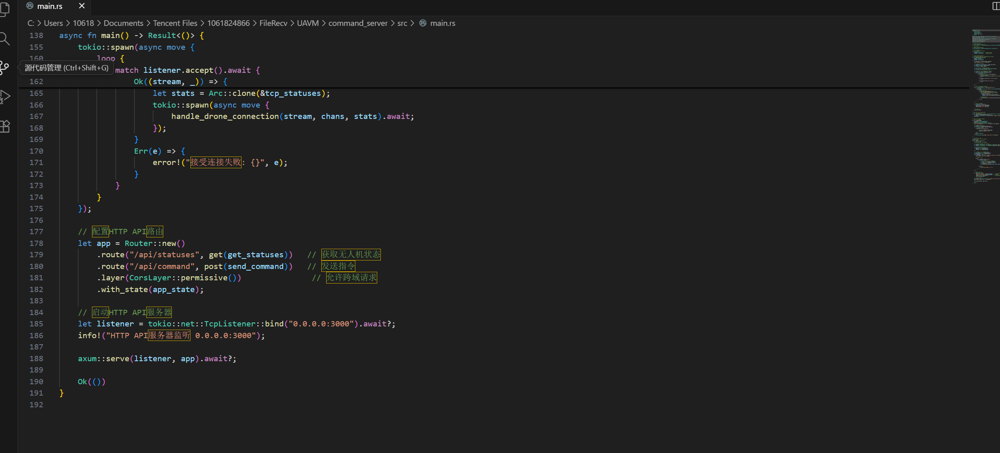 main.rs
C: > Users > 10618 > Documents > Tencent Files > 1061824866 > FileRecv > UAVM > command_server > src > main.rs
138 async fn main() -> Result<()> {
155 tokio::spawn(async move {
160 loop {
源代码管理 (Ctrl+Shift+G)
match listener.accept().await {
162 Ok((stream, _)) => {
165 let stats = Arc::clone(&tcp_statuses);
166 tokio::spawn(async move {
167 handle_drone_connection(stream, chans, stats).await;
168 });
169 }
170 Err(e) => {
171 error!("接受连接失败: {}", e);
172 }
173 }
174 }
175 });
176
177 // 配置HTTP API路由
178 let app = Router::new()
179 .route("/api/statuses", get(get_statuses)) // 获取无人机状态
180 .route("/api/command", post(send_command)) // 发送指令
181 .layer(CorsLayer::permissive()) // 允许跨域请求
182 .with_state(app_state);
183
184 // 启动HTTP API服务器
185 let listener = tokio::net::TcpListener::bind("0.0.0.0:3000").await?;
186 info!("HTTP API服务器监听 0.0.0.0:3000");
187
188 axum::serve(listener, app).await?;
189
190 Ok(())
191 }
192